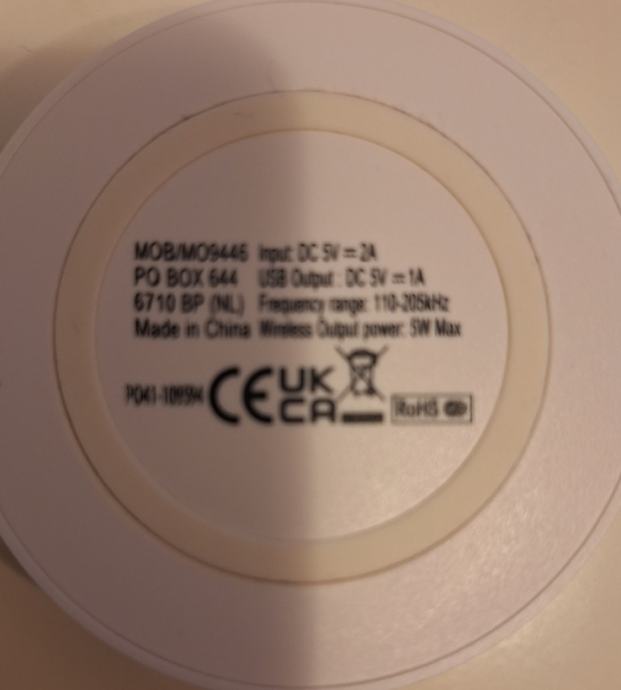 MOB/MO9446 Input: DC 5V = 2A
PO BOX 644 USB Output : DC 5V = 1A
6710 BP (NL) Frequency range: 110-205kHz
Made in China Wireless Output power: 5W Max
CE UK CA RoHS